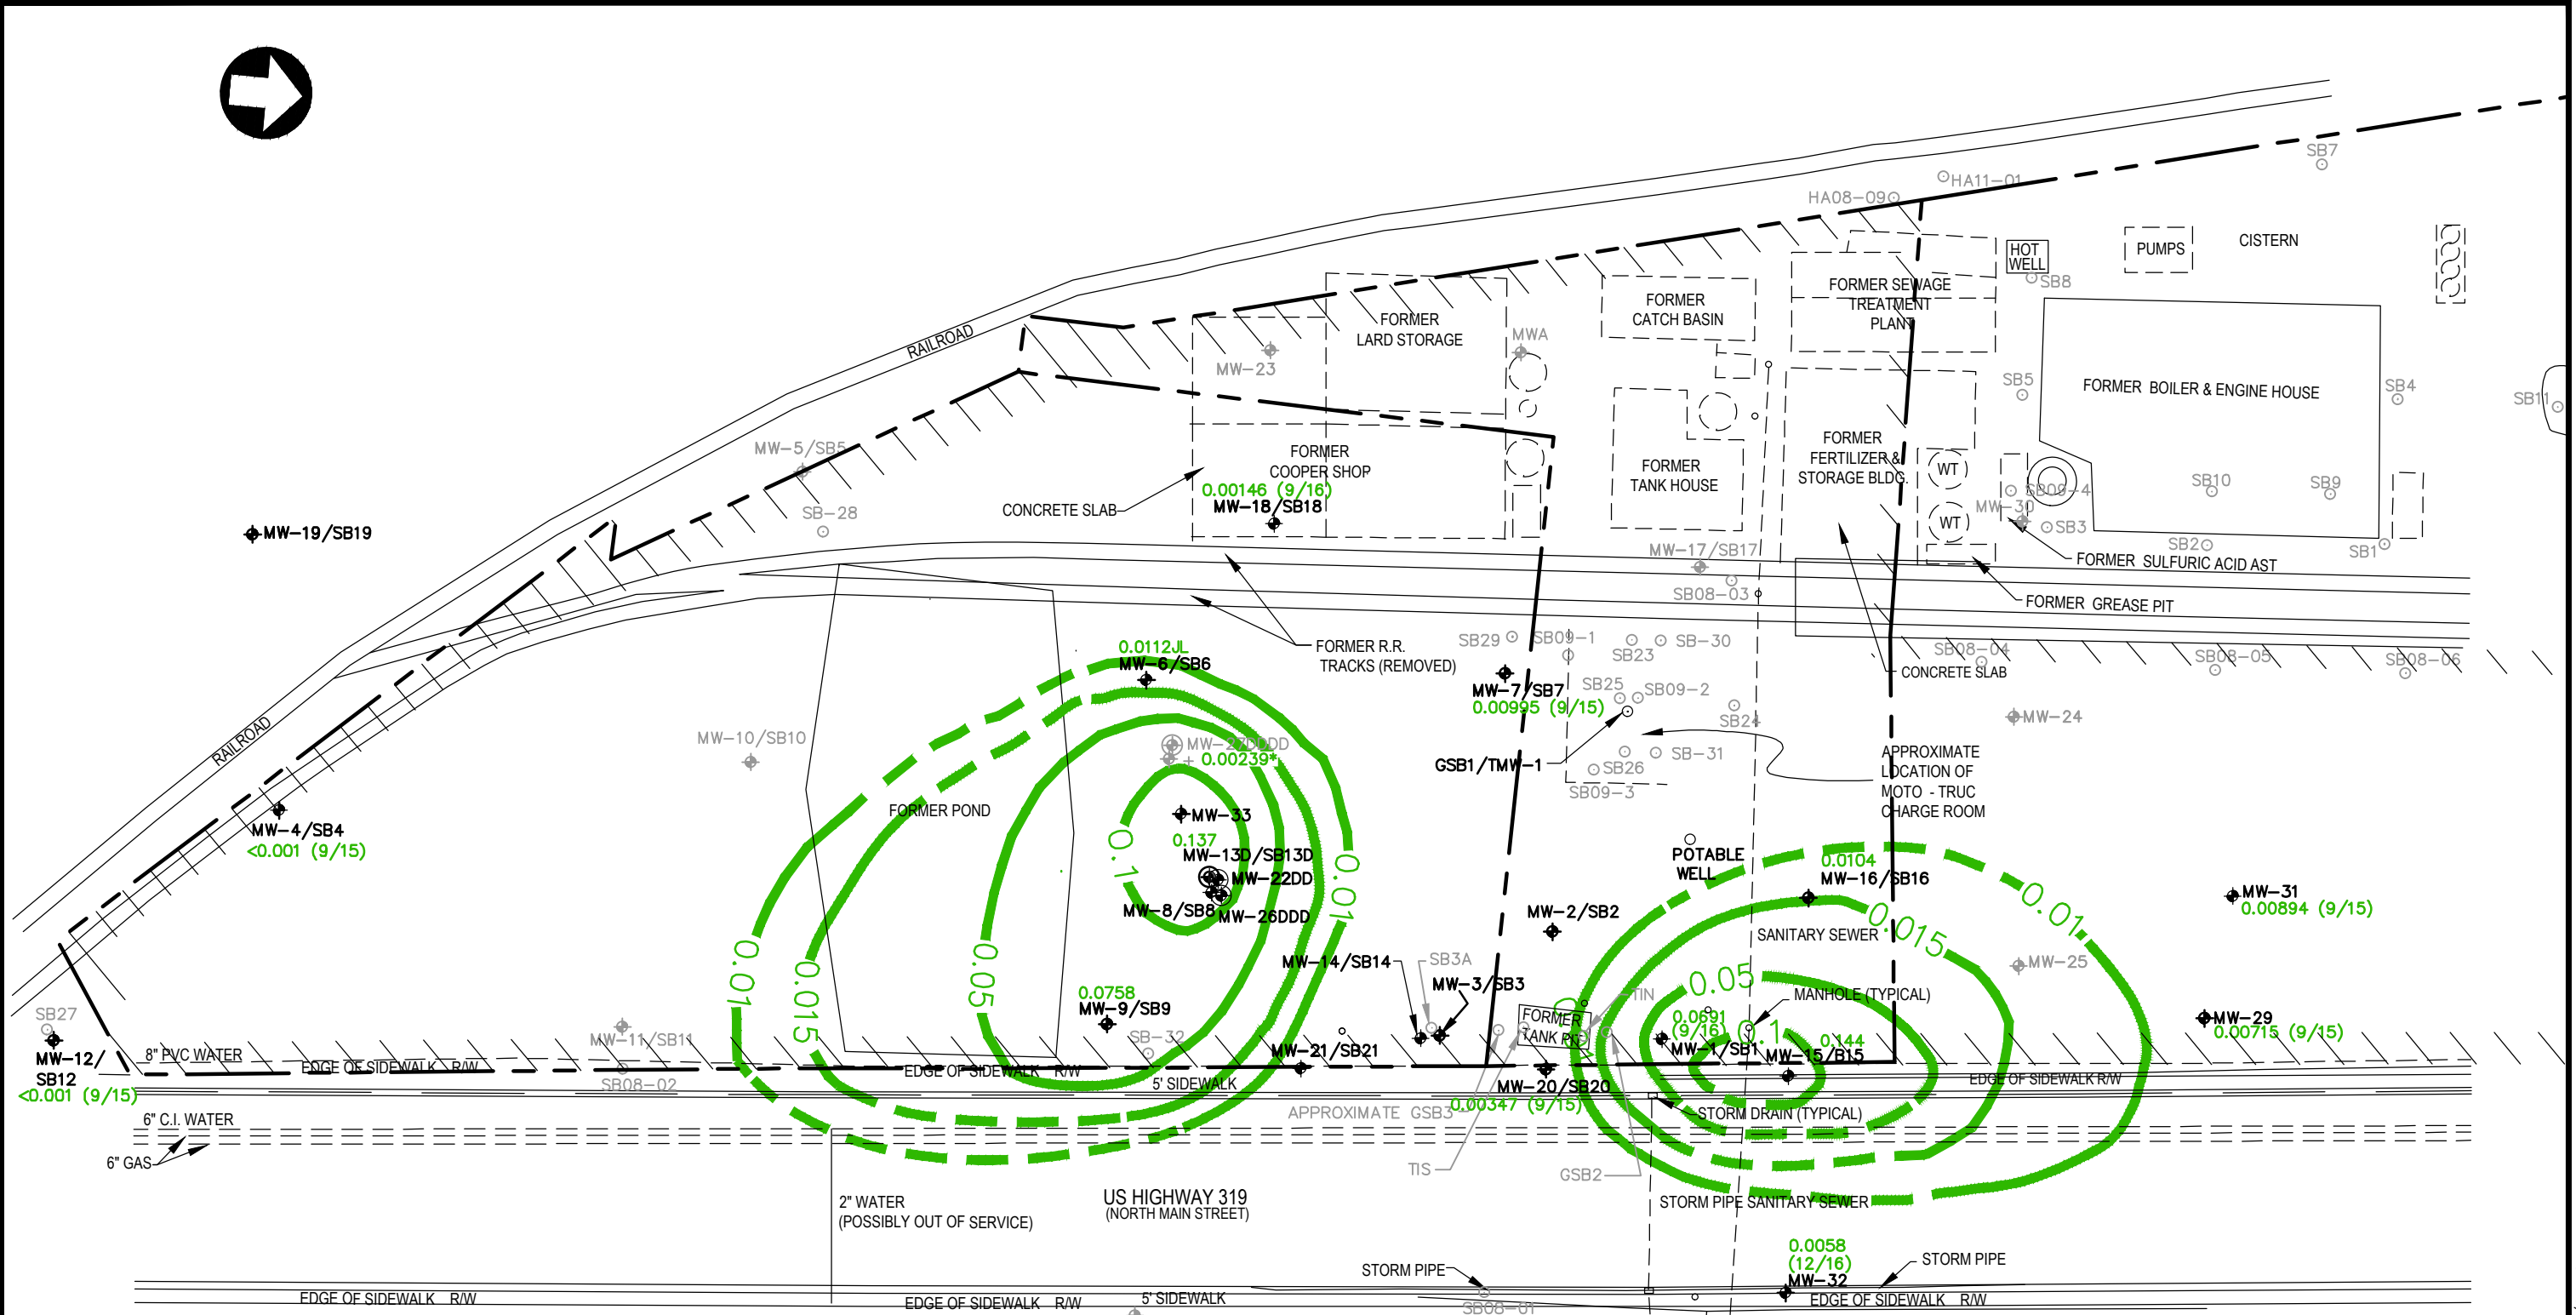 SB7
HA11-01
HA08-09
HOT
WELL
PUMPS
CISTERN
SB8
FORMER SEWAGE
TREATMENT
PLANT
FORMER
CATCH BASIN
FORMER
LARD STORAGE
MWA
RAILROAD
MW-23
SB5
FORMER BOILER & ENGINE HOUSE
SB4
SB11
MW-5/SB5
FORMER
COOPER SHOP
FORMER
TANK HOUSE
FORMER
FERTILIZER &
STORAGE BLDG.
WT
WT
SB09-4
SB10
SB9
0.00146 (9/16)
MW-18/SB18
CONCRETE SLAB
SB-28
MW-30
SB3
MW-19/SB19
MW-17/SB17
SB2
SB1
FORMER SULFURIC ACID AST
SB08-03
FORMER GREASE PIT
FORMER R.R.
TRACKS (REMOVED)
SB29
SB09-1
SB23
SB-30
SB08-04
SB08-05
SB08-06
CONCRETE SLAB
0.0112JL
MW-6/SB6
MW-7/SB7
0.00995 (9/15)
SB25
SB09-2
SB24
MW-24
RAILROAD
MW-10/SB10
MW-27DDDD
0.00239*
GSB1/TMW-1
SB26
SB-31
SB09-3
APPROXIMATE
LOCATION OF
MOTO - TRUC
CHARGE ROOM
FORMER POND
MW-33
0.137
MW-13D/SB13D
MW-22DD
MW-8/SB8
MW-26DDD
0.1
0.01
MW-4/SB4
<0.001 (9/15)
POTABLE
WELL
0.0104
MW-16/SB16
MW-2/SB2
0.01
0.015
SANITARY SEWER
MW-31
0.00894 (9/15)
MW-25
0.01
0.015
0.05
MW-14/SB14
SB3A
MW-3/SB3
TIN
0.05
MANHOLE (TYPICAL)
0.0758
MW-9/SB9
SB-32
FORMER
TANK PIT
0.0691
(9/16)
0.1
0.144
MW-1/SB1
MW-15/B15
MW-29
0.00715 (9/15)
SB27
MW-12/
SB12
<0.001 (9/15)
8" PVC WATER
MW-11/SB11
SB08-02
EDGE OF SIDEWALK R/W
EDGE OF SIDEWALK R/W
MW-21/SB21
5' SIDEWALK
MW-20/SB20
0.00347 (9/15)
EDGE OF SIDEWALK R/W
APPROXIMATE GSB3
STORM DRAIN (TYPICAL)
6" C.I. WATER
6" GAS
TIS
GSB2
2" WATER
(POSSIBLY OUT OF SERVICE)
US HIGHWAY 319
(NORTH MAIN STREET)
STORM PIPE SANITARY SEWER
0.0058
(12/16)
MW-32
STORM PIPE
STORM PIPE
SB08-01
EDGE OF SIDEWALK R/W
EDGE OF SIDEWALK R/W
5' SIDEWALK
EDGE OF SIDEWALK R/W